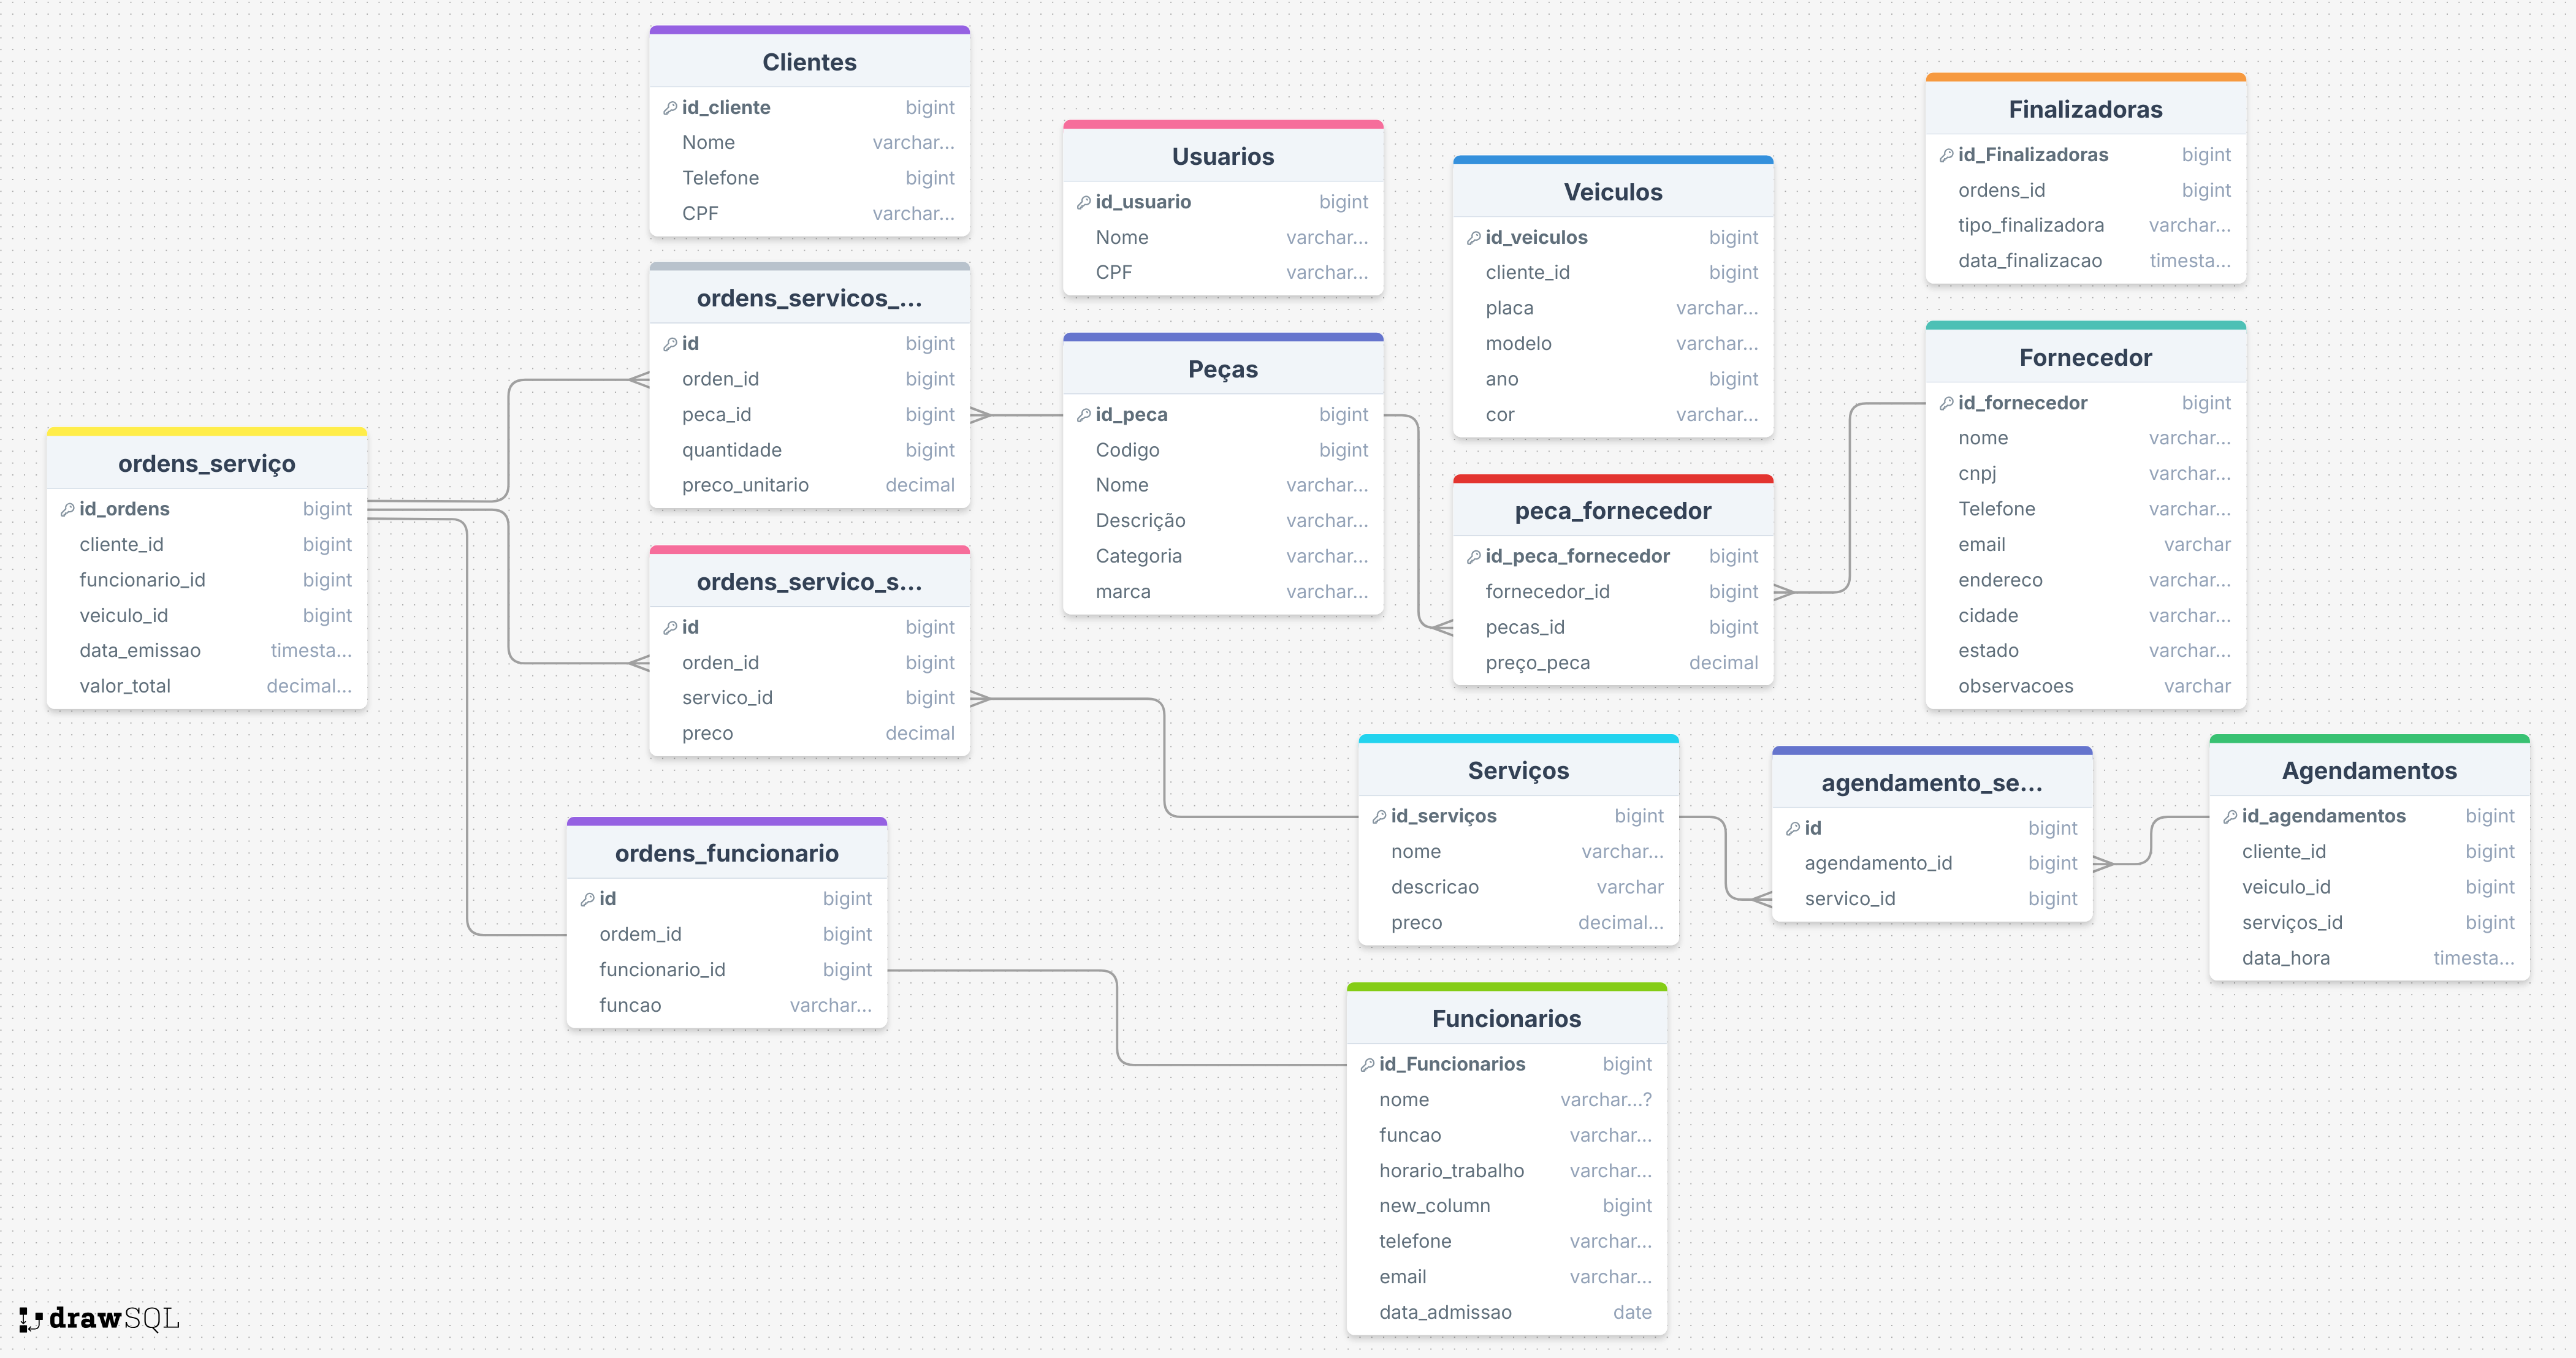 Clientes
id_cliente bigint
Nome varchar...
Telefone bigint
CPF varchar...
Usuarios
id_usuario bigint
Nome varchar...
CPF varchar...
Veiculos
id_veiculos bigint
cliente_id bigint
placa varchar...
modelo varchar...
ano bigint
cor varchar...
Finalizadoras
id_Finalizadoras bigint
ordens_id bigint
tipo_finalizadora varchar...
data_finalizacao timesta...
ordens_servicos_...
id bigint
orden_id bigint
peca_id bigint
quantidade bigint
preco_unitario decimal
Peças
id_peca bigint
Codigo bigint
Nome varchar...
Descrição varchar...
Categoria varchar...
marca varchar...
Fornecedor
id_fornecedor bigint
nome varchar...
cnpj varchar...
Telefone varchar...
email varchar
endereco varchar...
cidade varchar...
estado varchar...
observacoes varchar
ordens_serviço
id_ordens bigint
cliente_id bigint
funcionario_id bigint
veiculo_id bigint
data_emissao timesta...
valor_total decimal...
peca_fornecedor
id_peca_fornecedor bigint
fornecedor_id bigint
pecas_id bigint
preço_peca decimal
ordens_servico_s...
id bigint
orden_id bigint
servico_id bigint
preco decimal
Serviços
id_serviços bigint
nome varchar...
descricao varchar
preco decimal...
agendamento_se...
id bigint
agendamento_id bigint
servico_id bigint
Agendamentos
id_agendamentos bigint
cliente_id bigint
veiculo_id bigint
serviços_id bigint
data_hora timesta...
ordens_funcionario
id bigint
ordem_id bigint
funcionario_id bigint
funcao varchar...
Funcionarios
id_Funcionarios bigint
nome varchar...?
funcao varchar...
horario_trabalho varchar...
new_column bigint
telefone varchar...
email varchar...
data_admissao date
drawSQL